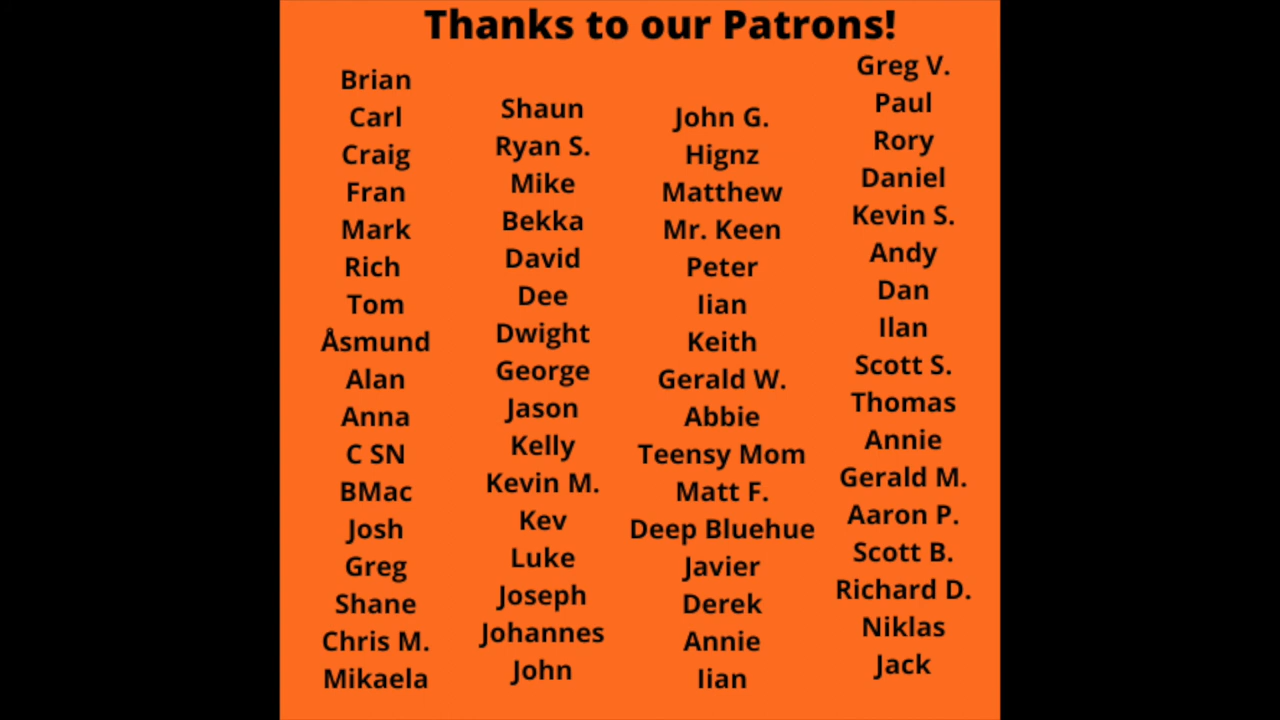 Thanks to our Patrons!
Brian
Carl
Craig
Fran
Mark
Rich
Tom
Åsmund
Alan
Anna
C SN
BMac
Josh
Greg
Shane
Chris M.
Mikaela
Shaun
Ryan S.
Mike
Bekka
David
Dee
Dwight
George
Jason
Kelly
Kevin M.
Kev
Luke
Joseph
Johannes
John
John G.
Hignz
Matthew
Mr. Keen
Peter
Iian
Keith
Gerald W.
Abbie
Teensy Mom
Matt F.
Deep Bluehue
Javier
Derek
Annie
Iian
Greg V.
Paul
Rory
Daniel
Kevin S.
Andy
Dan
Ilan
Scott S.
Thomas
Annie
Gerald M.
Aaron P.
Scott B.
Richard D.
Niklas
Jack